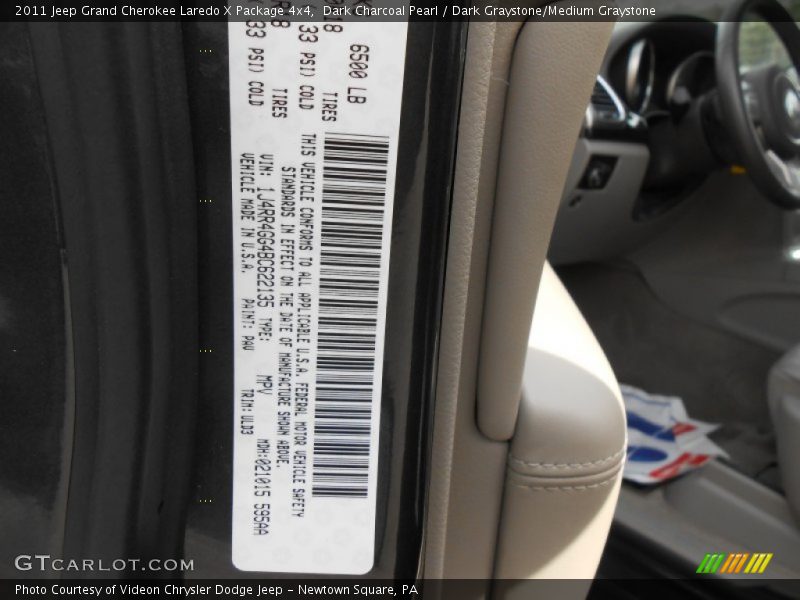 2011 Jeep Grand Cherokee Laredo X Package 4x4,  Dark Charcoal Pearl / Dark Graystone/Medium Graystone
6500 LB
TIRES
33 PSI) COLD
TIRES
33 PSI) COLD
THIS VEHICLE CONFORMS TO ALL APPLICABLE U.S.A. FEDERAL MOTOR VEHICLE SAFETY
STANDARDS IN EFFECT ON THE DATE OF MANUFACTURE SHOWN ABOVE.
VIN: 1J4RR4GG4BC622135 TYPE: MPV MDH:021015 595AA
VEHICLE MADE IN U.S.A. PAINT: PAU TRIM:ULD3
GTCARLOT.COM
Photo Courtesy of Videon Chrysler Dodge Jeep - Newtown Square, PA